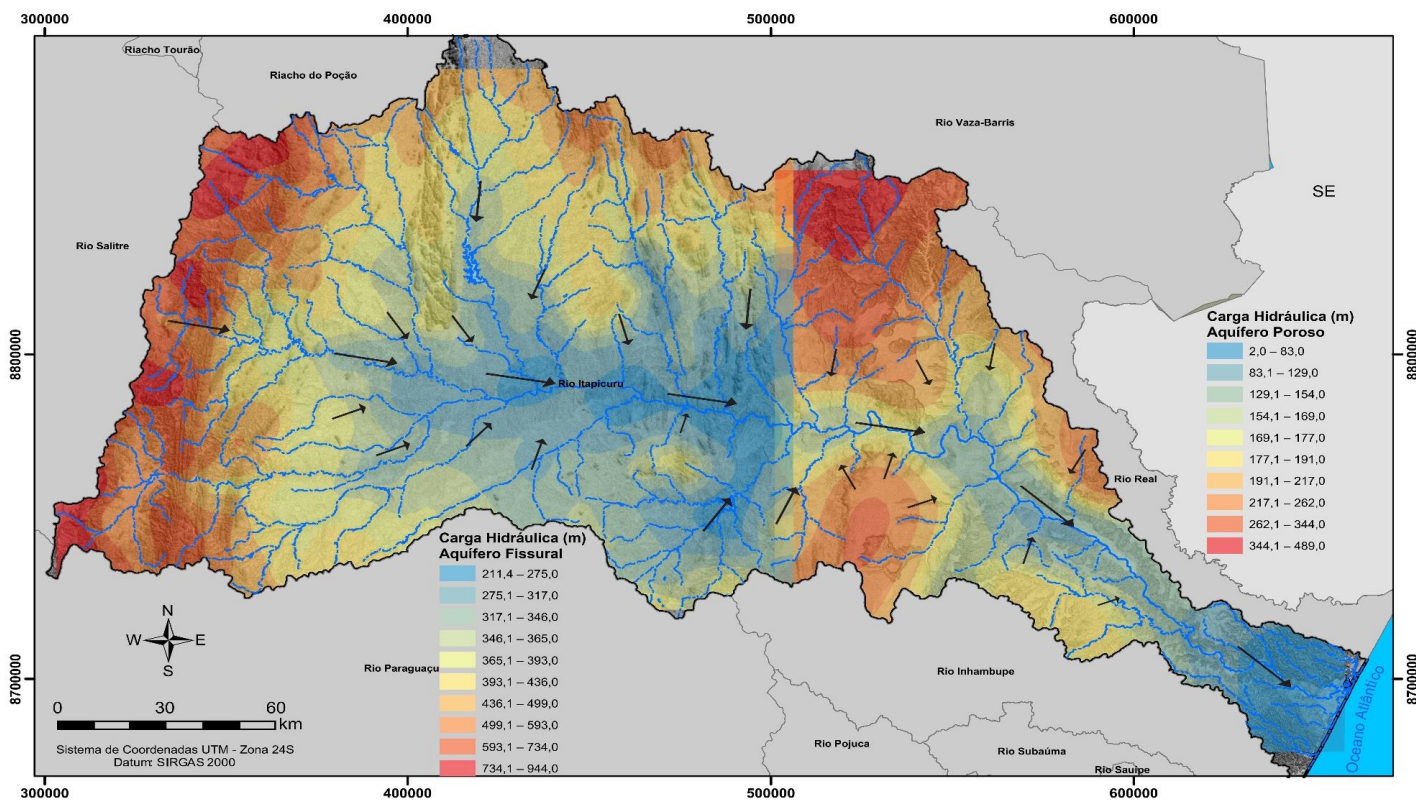 300000
400000
500000
600000
Riacho Tourão
Riacho do Poção
Rio Vaza-Barris
SE
Rio Salitre
8800000
8800000
Carga Hidráulica (m)
Aquífero Poroso
2,0 – 83,0
83,1 – 129,0
129,1 – 154,0
154,1 – 169,0
169,1 – 177,0
177,1 – 191,0
191,1 – 217,0
217,1 – 262,0
262,1 – 344,0
344,1 – 489,0
Rio Itapicuru
Rio Real
Carga Hidráulica (m)
Aquífero Fissural
211,4 – 275,0
275,1 – 317,0
317,1 – 346,0
346,1 – 365,0
365,1 – 393,0
393,1 – 436,0
436,1 – 499,0
499,1 – 593,0
593,1 – 734,0
734,1 – 944,0
N
W
E
S
Rio Paraguaçu
Rio Inhambupe
8700000
8700000
0
30
60
km
Sistema de Coordenadas UTM - Zona 24S
Datum: SIRGAS 2000
Rio Pojuca
Rio Subaúma
Rio Sauipe
Oceano Atlântico
300000
400000
500000
600000